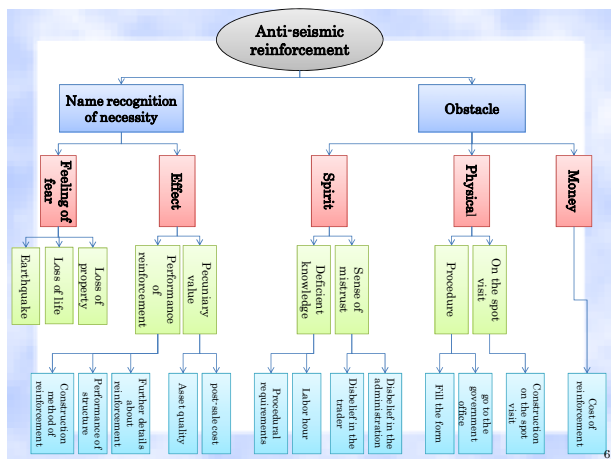 Anti-seismic
reinforcement
Name recognition
of necessity
Obstacle
Feeling of
fear
Effect
Spirit
Physical
Money
Earthquake
Loss of life
Loss of
property
Performance
of
reinforcement
Pecuniary
value
Deficient
knowledge
Sense of
mistrust
Procedure
On the spot
visit
Construction
method of
reinforcement
Performance of
structure
Further details
about
reinforcement
Asset quality
post-sale cost
Procedural
requirements
Labor hour
Disbelief in the
trader
Disbelief in the
administration
Fill the form
go to the
government
office
Construction
on the spot
visit
Cost of
reinforcement
6